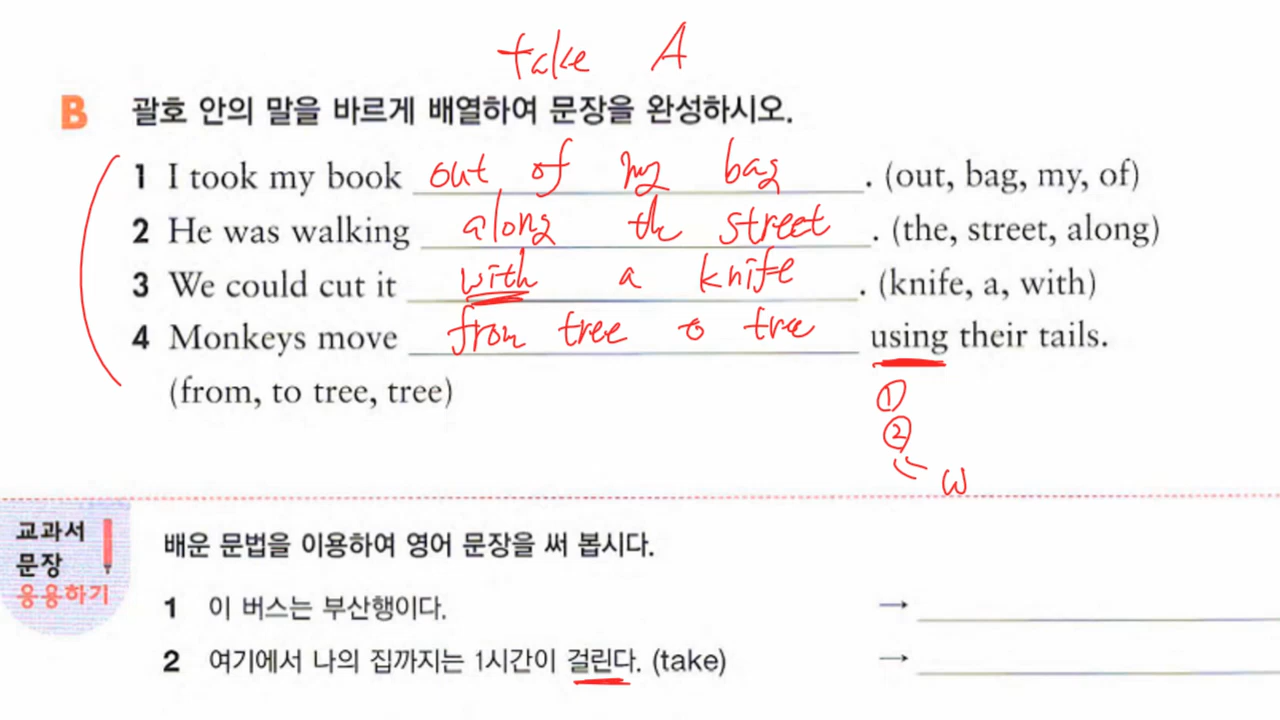 take A
B 괄호 안의 말을 바르게 배열하여 문장을 완성하시오.
1 I took my book out of my bag . (out, bag, my, of)
2 He was walking along the street . (the, street, along)
3 We could cut it with a knife . (knife, a, with)
4 Monkeys move from tree to tree using their tails.
(from, to tree, tree)
①
②
w
교과서
문장
응용하기
배운 문법을 이용하여 영어 문장을 써 봅시다.
1 이 버스는 부산행이다. →
2 여기에서 나의 집까지는 1시간이 걸린다. (take) →